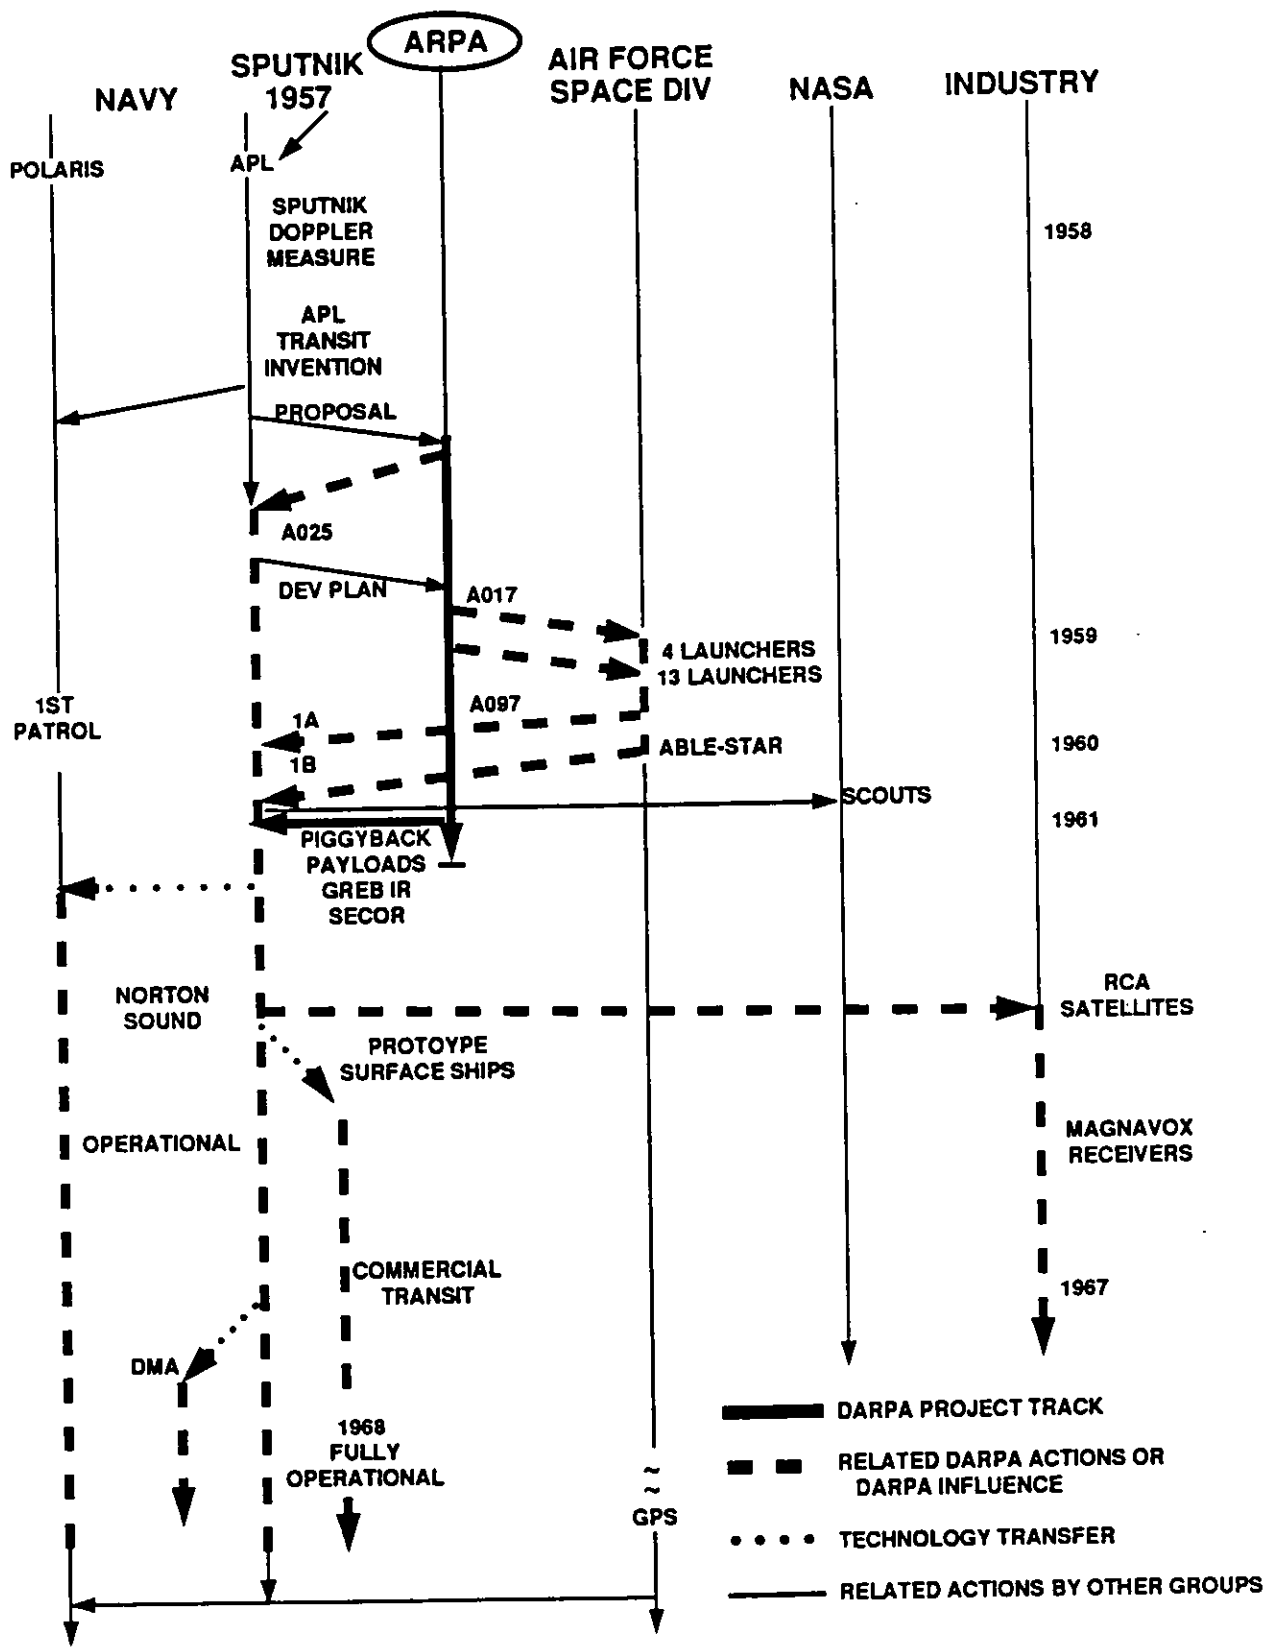 ARPA
SPUTNIK
1957
AIR FORCE
SPACE DIV
NAVY
NASA
INDUSTRY
POLARIS
APL
SPUTNIK
DOPPLER
MEASURE
1958
APL
TRANSIT
INVENTION
PROPOSAL
A025
DEV PLAN
A017
1959
4 LAUNCHERS
13 LAUNCHERS
1ST
PATROL
A097
1A
1B
ABLE-STAR
1960
SCOUTS
1961
PIGGYBACK
PAYLOADS
GREB IR
SECOR
NORTON
SOUND
RCA
SATELLITES
PROTOYPE
SURFACE SHIPS
OPERATIONAL
MAGNAVOX
RECEIVERS
COMMERCIAL
TRANSIT
1967
DMA
1968
FULLY
OPERATIONAL
~
~
GPS
DARPA PROJECT TRACK
RELATED DARPA ACTIONS OR
DARPA INFLUENCE
TECHNOLOGY TRANSFER
RELATED ACTIONS BY OTHER GROUPS